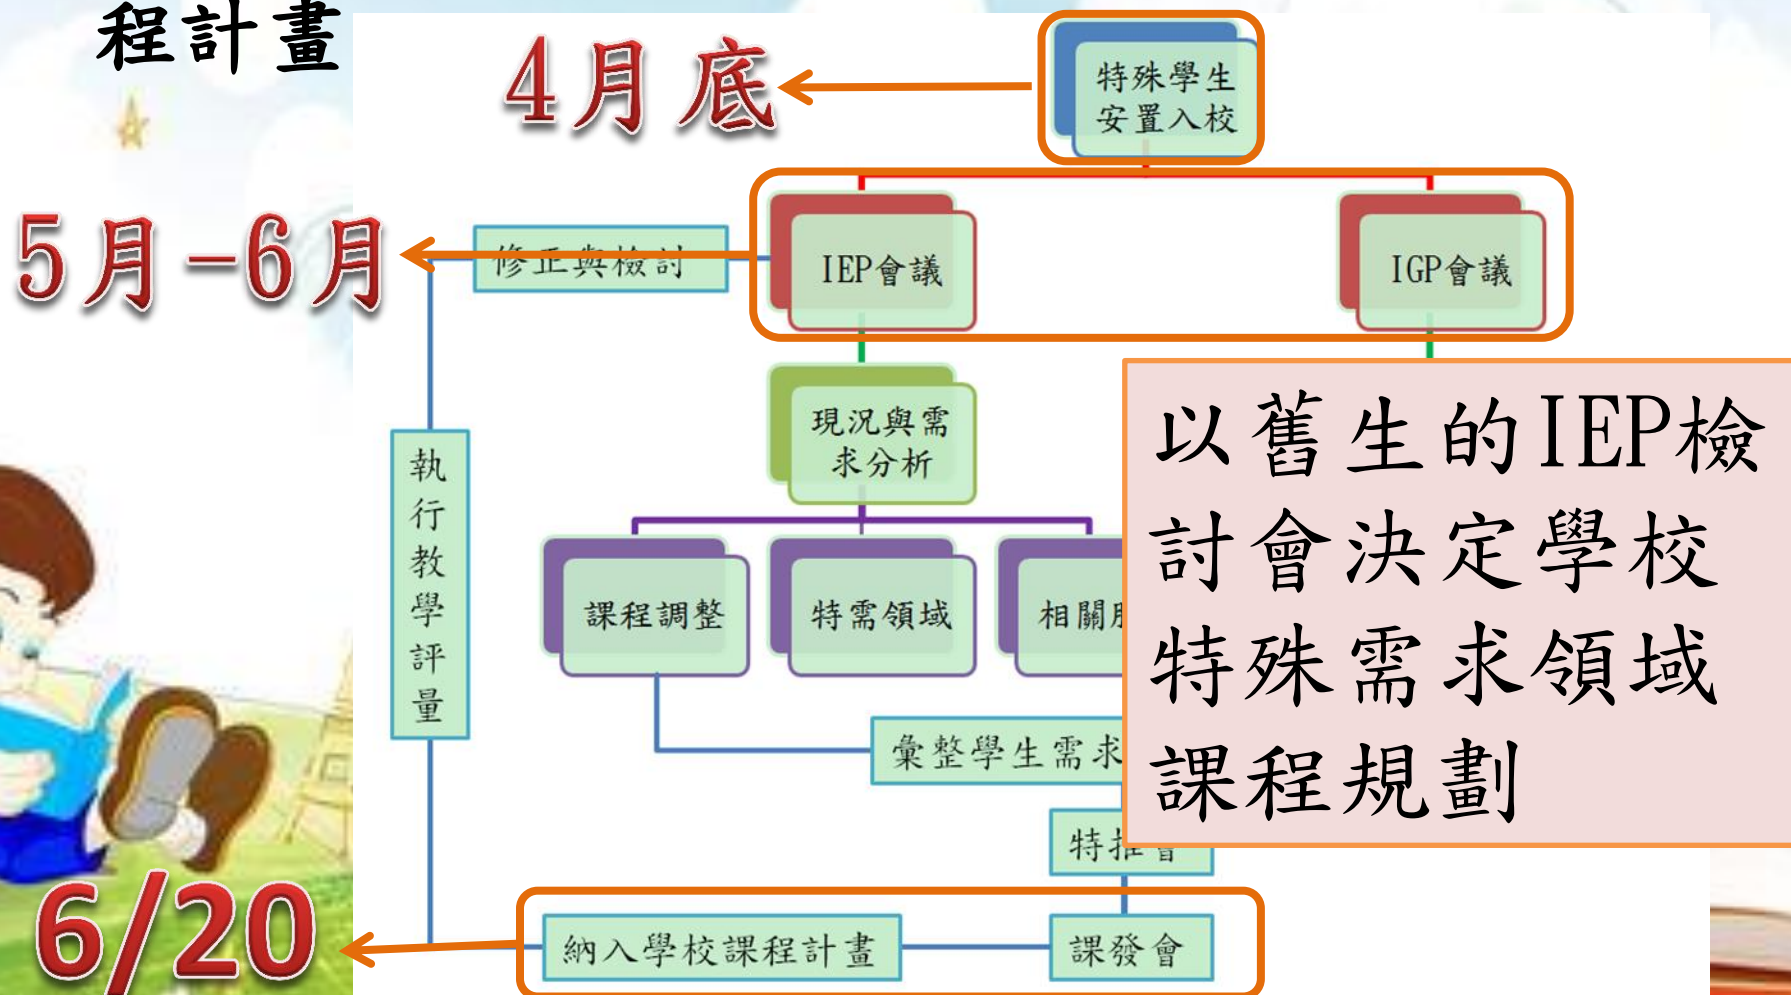 程計畫
4月底
特殊學生
安置入校
5月-6月
修正與檢討
IEP會議
IGP會議
現況與需
求分析
以舊生的IEP檢
討會決定學校
特殊需求領域
課程規劃
執
行
教
學
評
量
課程調整
特需領域
相關
彙整學生需求
特推會
6/20
納入學校課程計畫
課發會